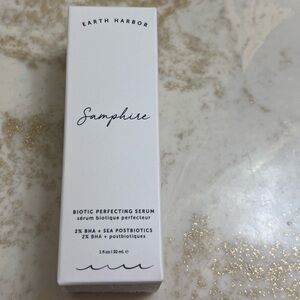 EARTH HARBOR
Samphire
BIOTIC PERFECTING SERUM
sérum biotique perfecteur
2% BHA + SEA POSTBIOTICS
2% BHA + postbiotiques
1 fl oz | 30 mL ℮